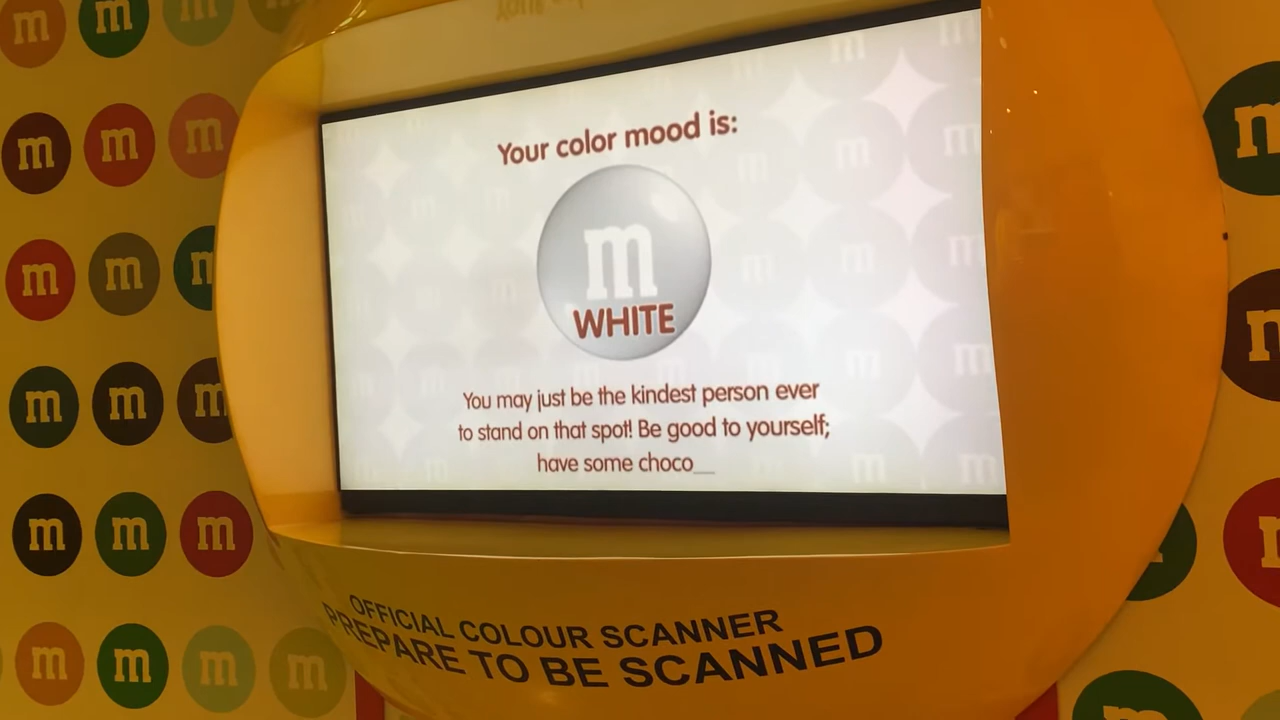 Your color mood is:
m
WHITE
You may just be the kindest person ever
to stand on that spot! Be good to yourself;
have some choco__
OFFICIAL COLOUR SCANNER
PREPARE TO BE SCANNED